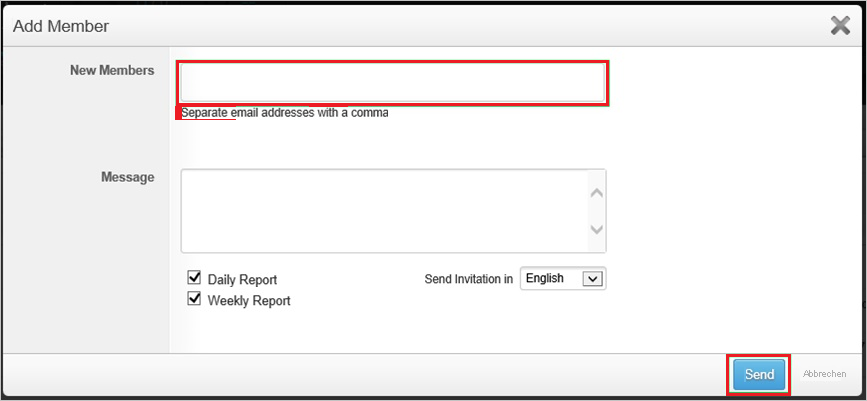 Add Member
New Members
Separate email addresses with a comma
Message
Daily Report
Send Invitation in English
Weekly Report
Send Abbrechen